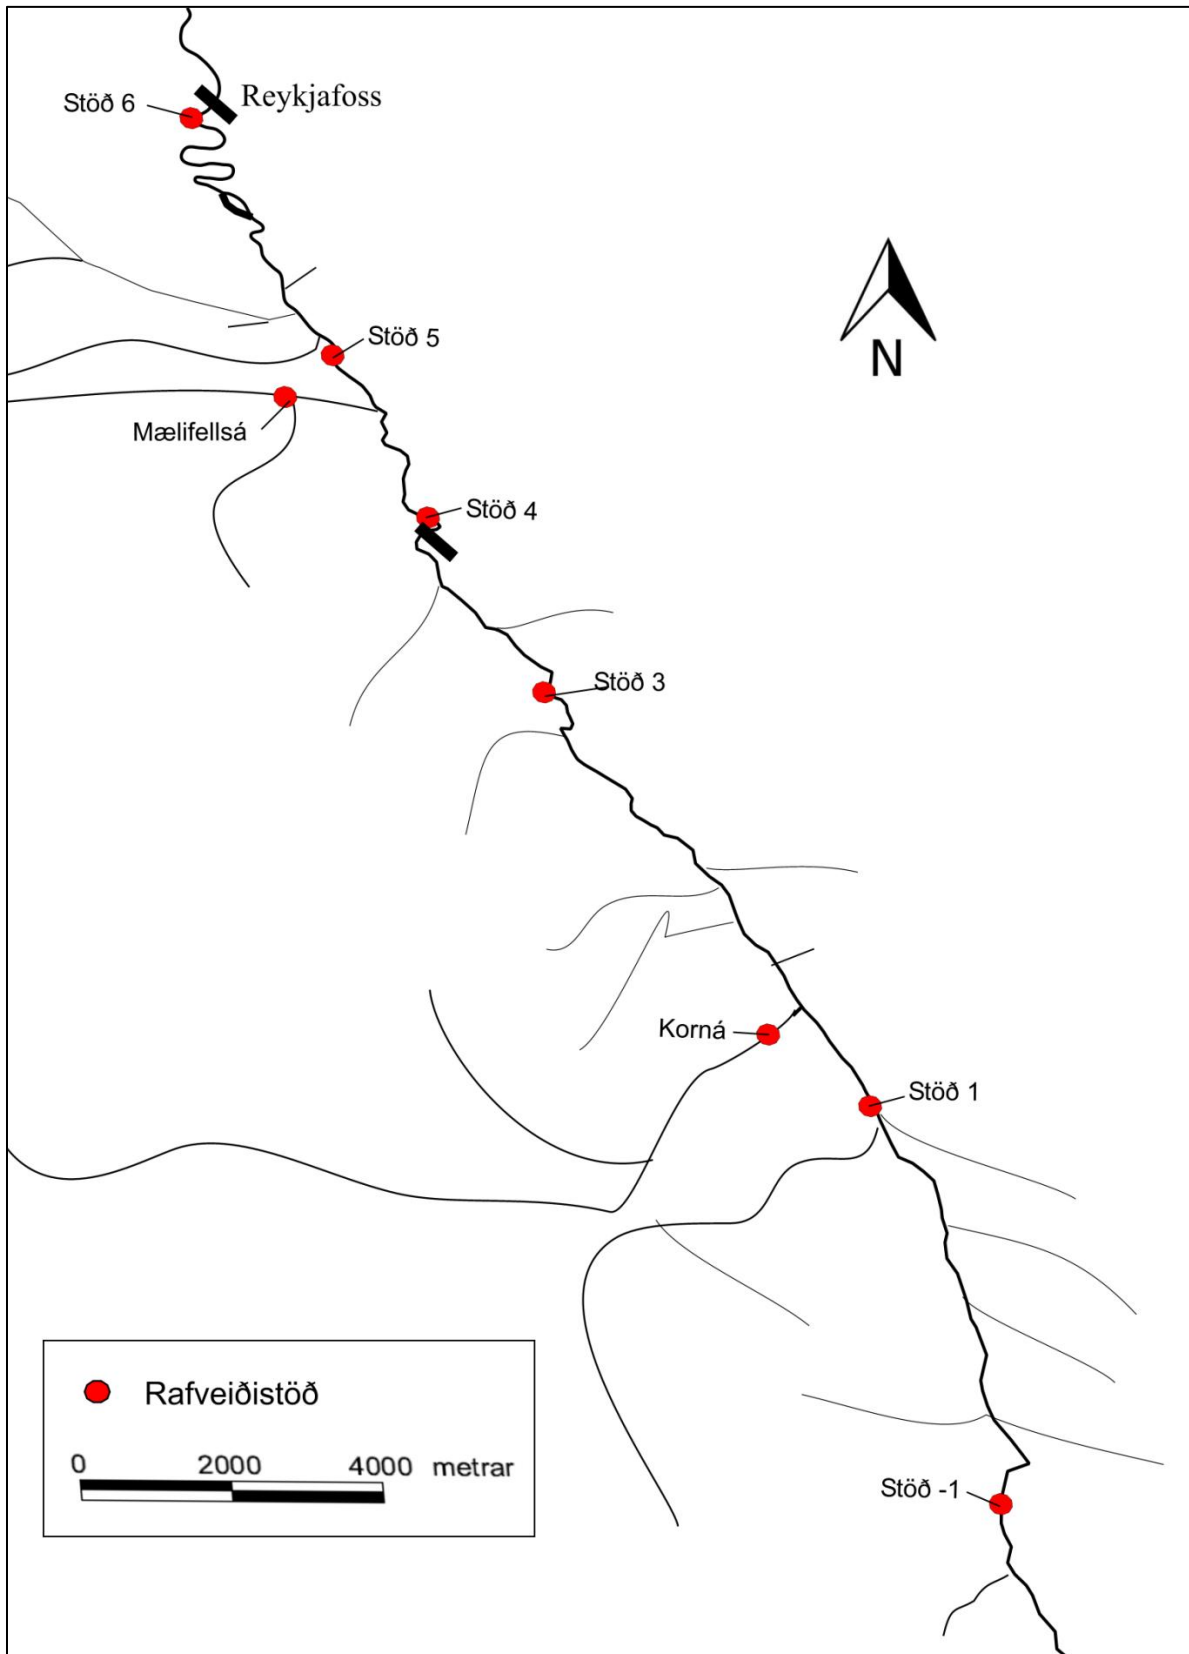 Reykjafoss
Stöð 6
Stöð 5
N
Mælifellsá
Stöð 4
Stöð 3
Korná
Stöð 1
Rafveiðistöð
0 2000 4000 metrar
Stöð -1